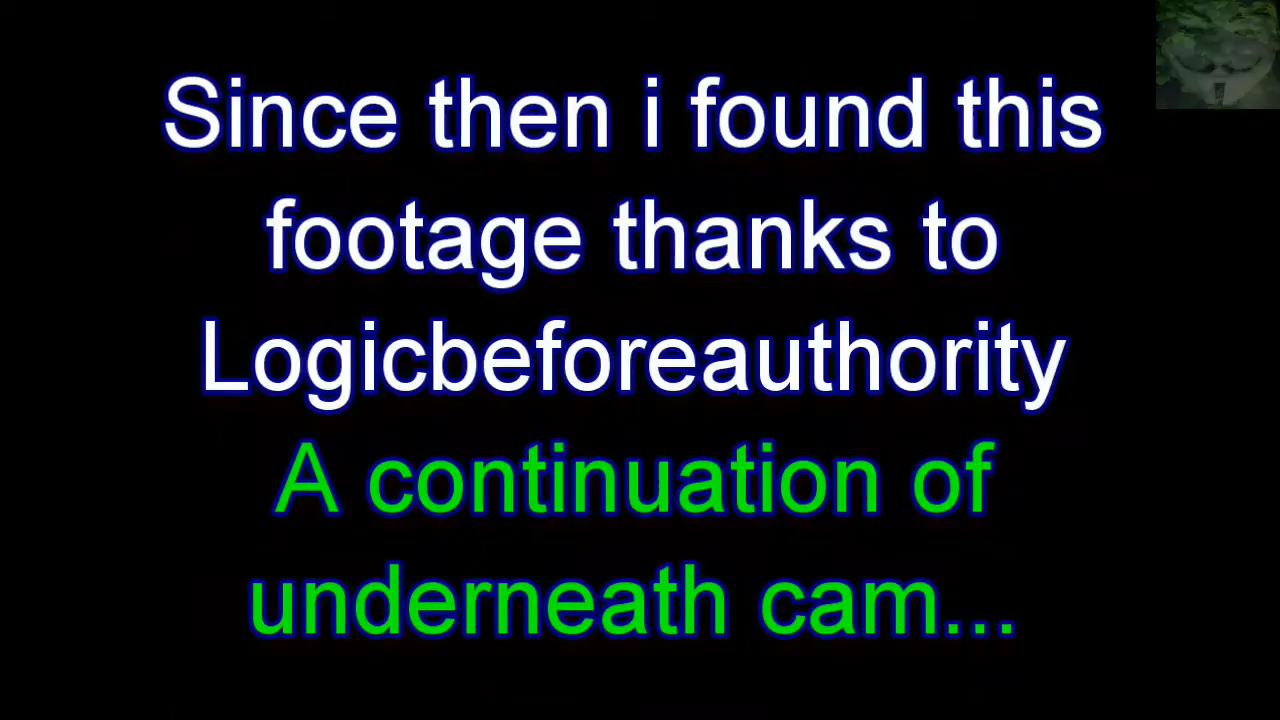 Since then i found this
footage thanks to
Logicbeforeauthority
A continuation of
underneath cam...